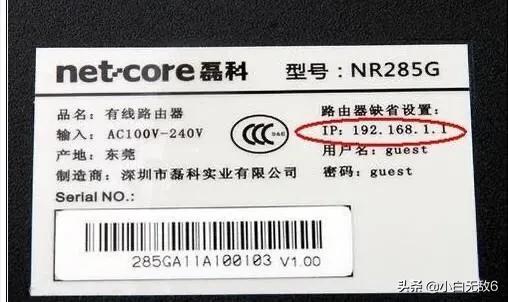 net-core 磊科 型号：NR285G
品名：有线路由器
输入：AC100V-240V
产地：东莞
制造商：深圳市磊科实业有限公司
Serial NO.:
CCC S&E
路由器缺省设置：
IP：192.168.1.1
用户名：guest
密码：guest
285GA11A100103 V1.00
头条 @小白无敌6